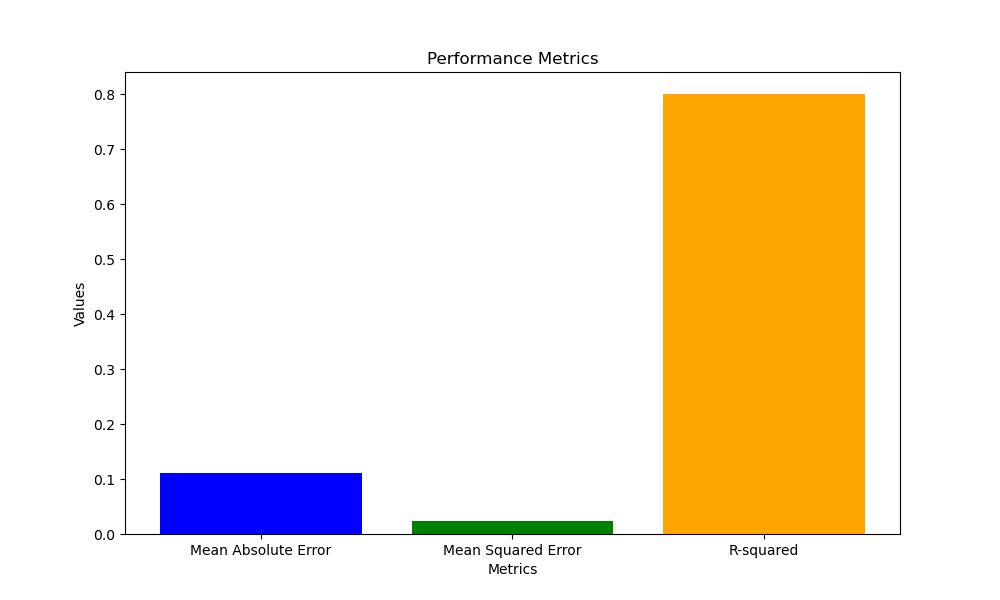 Performance Metrics
0.8
0.7
0.6
0.5
0.4
0.3
0.2
0.1
0.0
Values
Mean Absolute Error
Mean Squared Error
R-squared
Metrics